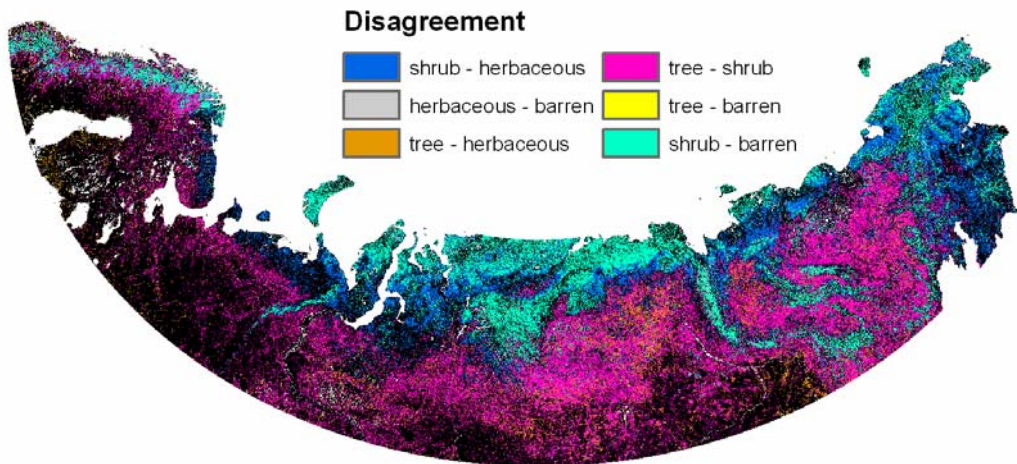 Disagreement
shrub - herbaceous
tree - shrub
herbaceous - barren
tree - barren
tree - herbaceous
shrub - barren